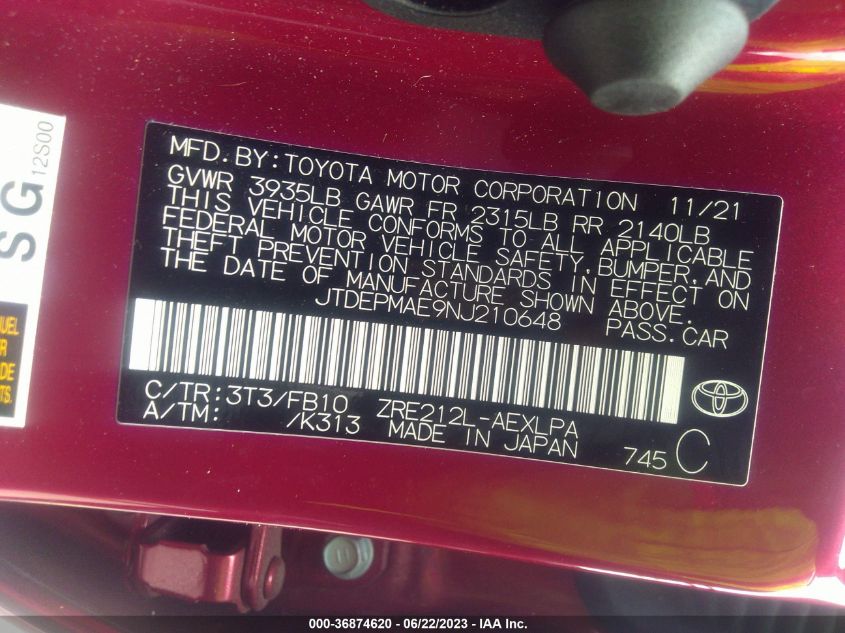 MFD.BY:TOYOTA MOTOR CORPORATION 11/21
GVWR 3935LB GAWR FR 2315LB RR 2140LB
THIS VEHICLE CONFORMS TO ALL APPLICABLE
FEDERAL MOTOR VEHICLE SAFETY,BUMPER,AND
THEFT PREVENTION STANDARDS IN EFFECT ON
THE DATE OF MANUFACTURE SHOWN ABOVE.
JTDEPMAE9NJ210648 PASS.CAR
C/TR:3T3/FB10 ZRE212L-AEXLPA
A/TM: /K313 MADE IN JAPAN 745 C
SG
12S00
DE
TS.
000-36874620 - 06/22/2023 - IAA Inc.